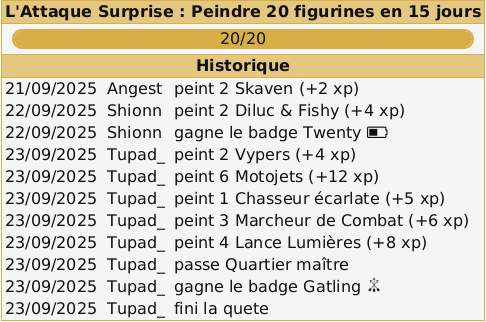 L'Attaque Surprise : Peindre 20 figurines en 15 jours
20/20
Historique
21/09/2025 Angest peint 2 Skaven (+2 xp)
22/09/2025 Shionn peint 2 Diluc & Fishy (+4 xp)
22/09/2025 Shionn gagne le badge Twenty
23/09/2025 Tupad_ peint 2 Vypers (+4 xp)
23/09/2025 Tupad_ peint 6 Motojets (+12 xp)
23/09/2025 Tupad_ peint 1 Chasseur écarlate (+5 xp)
23/09/2025 Tupad_ peint 3 Marcheur de Combat (+6 xp)
23/09/2025 Tupad_ peint 4 Lance Lumières (+8 xp)
23/09/2025 Tupad_ passe Quartier maître
23/09/2025 Tupad_ gagne le badge Gatling
23/09/2025 Tupad_ fini la quete